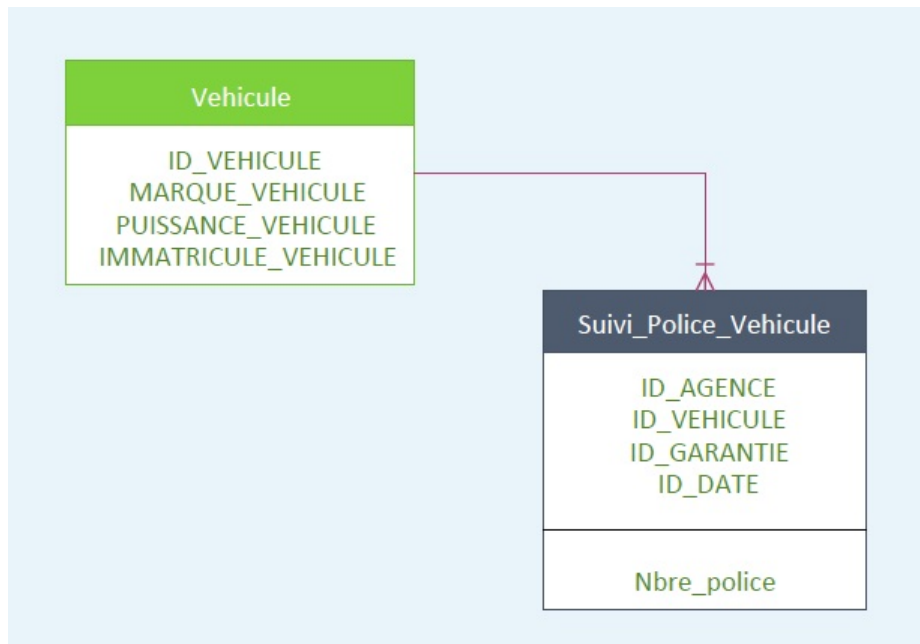 Vehicule
ID_VEHICULE
MARQUE_VEHICULE
PUISSANCE_VEHICULE
IMMATRICULE_VEHICULE
Suivi_Police_Vehicule
ID_AGENCE
ID_VEHICULE
ID_GARANTIE
ID_DATE
Nbre_police